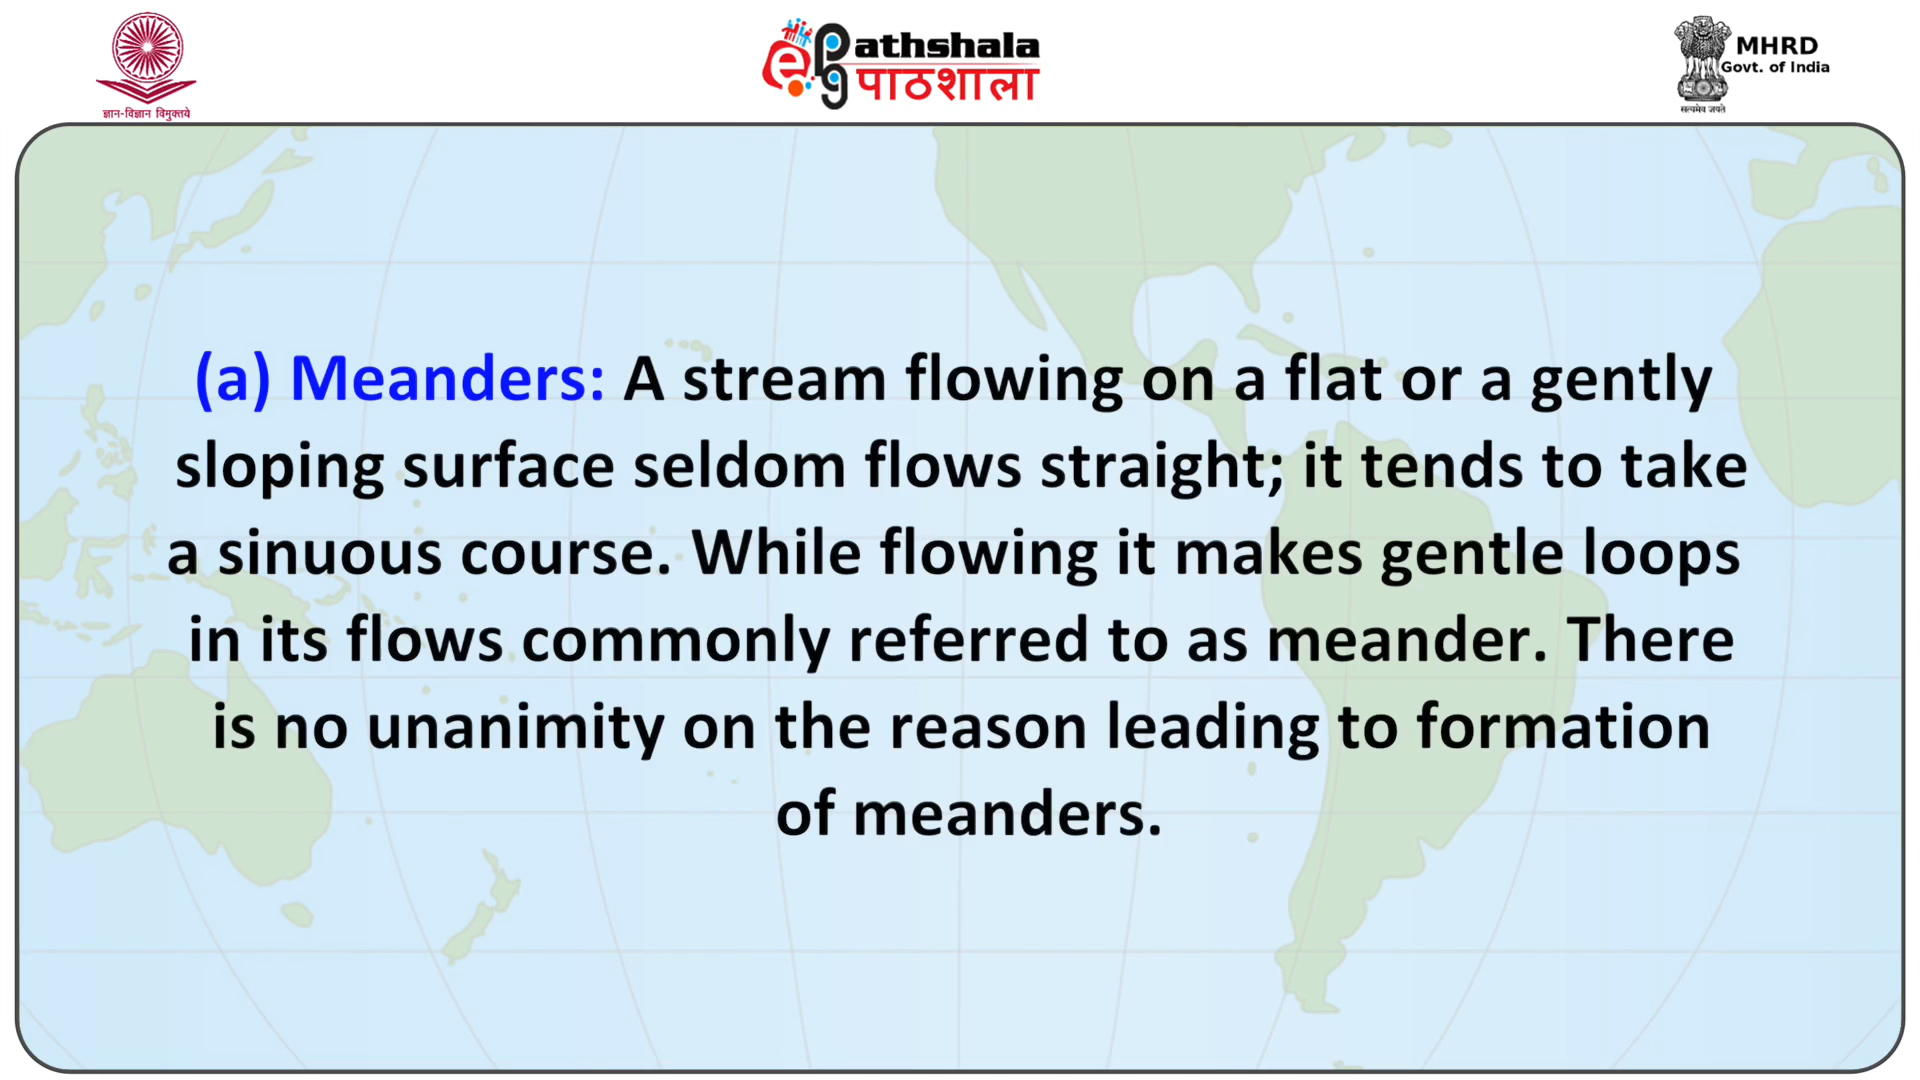 ज्ञान-विज्ञान विमुक्तये
e pg Pathshala
पाठशाला
MHRD
Govt. of India
सत्यमेव जयते
(a) Meanders: A stream flowing on a flat or a gently
sloping surface seldom flows straight; it tends to take
a sinuous course. While flowing it makes gentle loops
in its flows commonly referred to as meander. There
is no unanimity on the reason leading to formation
of meanders.